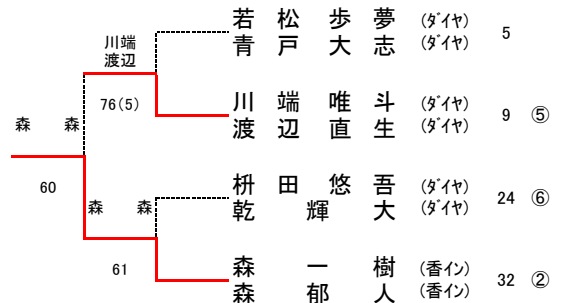 若松歩夢 (ダイヤ) 5
青戸大志 (ダイヤ)
川端
渡辺
76(5)
川端唯斗 (ダイヤ) 9 ⑤
渡辺直生 (ダイヤ)
森 森
60
枡田悠吾 (ダイヤ) 24 ⑥
乾輝大 (ダイヤ)
森 森
61
森一樹 (香イン) 32 ②
森郁人 (香イン)